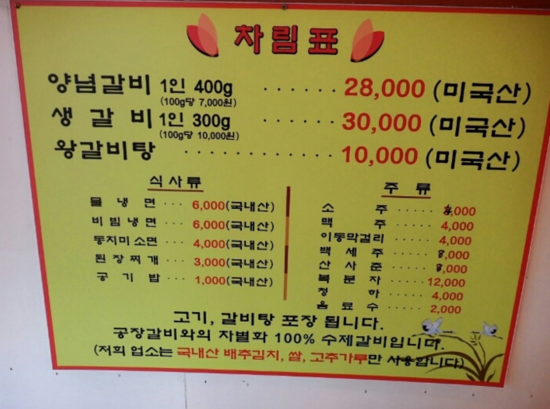 차림표
양념갈비 1인 400g ······ 28,000 (미국산)
(100g당 7,000원)
생 갈 비 1인 300g ······ 30,000 (미국산)
(100g당 10,000원)
왕갈비탕 ··········· 10,000 (미국산)
식사류
물 냉 면 ··· 6,000(국내산)
비빔냉면 ··· 6,000(국내산)
동치미소면 ·· 4,000(국내산)
된장찌개 ··· 3,000(국내산)
공 기 밥 ··· 1,000(국내산)
주 류
소 주 ·····,000
맥 주 ····· 4,000
이동막걸리 ···· 4,000
백 세 주 ···· 8,000
산 사 춘 ···· 8,000
복 분 자 ···· 12,000
청 하 ···· 4,000
음 료 수 ···· 2,000
고기, 갈비탕 포장 됩니다.
공장갈비와의 차별화 100% 수제갈비입니다.
(저희 업소는 국내산 배추김치, 쌀, 고추가루만 사용합니다)